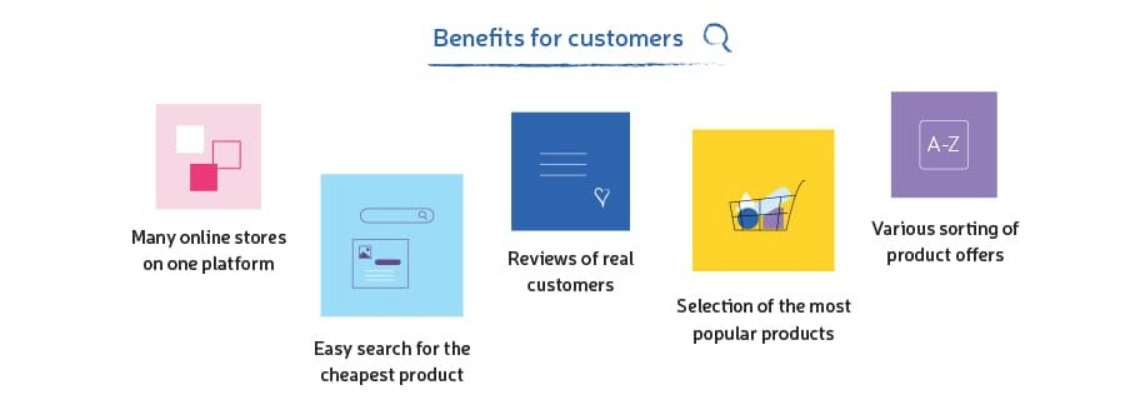 Benefits for customers
A-Z
Many online stores
on one platform
Easy search for the
cheapest product
Reviews of real
customers
Selection of the most
popular products
Various sorting of
product offers